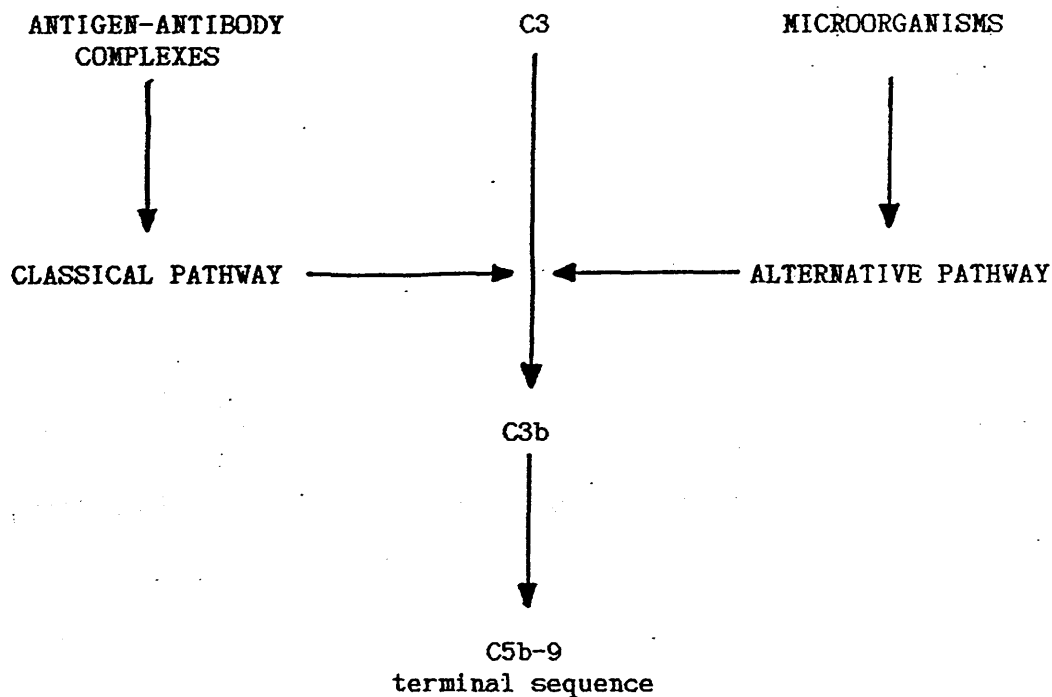 ANTIGEN-ANTIBODY
COMPLEXES
C3
MICROORGANISMS
CLASSICAL PATHWAY
ALTERNATIVE PATHWAY
C3b
C5b-9
terminal sequence